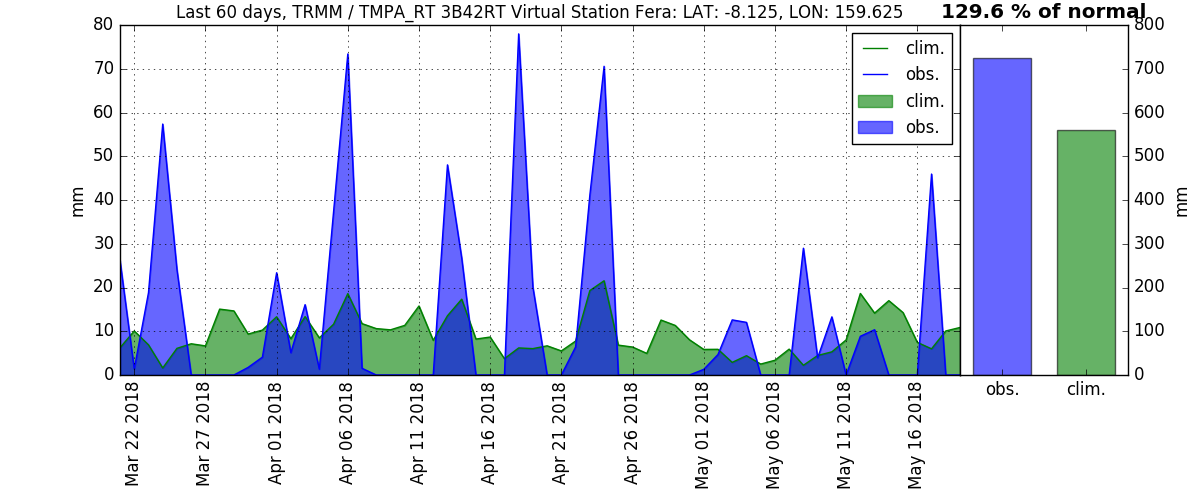 Last 60 days, TRMM / TMPA_RT 3B42RT Virtual Station Fera: LAT: -8.125, LON: 159.625
129.6 % of normal
80
70
60
50
40
30
20
10
0
mm
clim.
obs.
clim.
obs.
800
700
600
500
400
300
200
100
0
mm
Mar 22 2018
Mar 27 2018
Apr 01 2018
Apr 06 2018
Apr 11 2018
Apr 16 2018
Apr 21 2018
Apr 26 2018
May 01 2018
May 06 2018
May 11 2018
May 16 2018
obs.
clim.